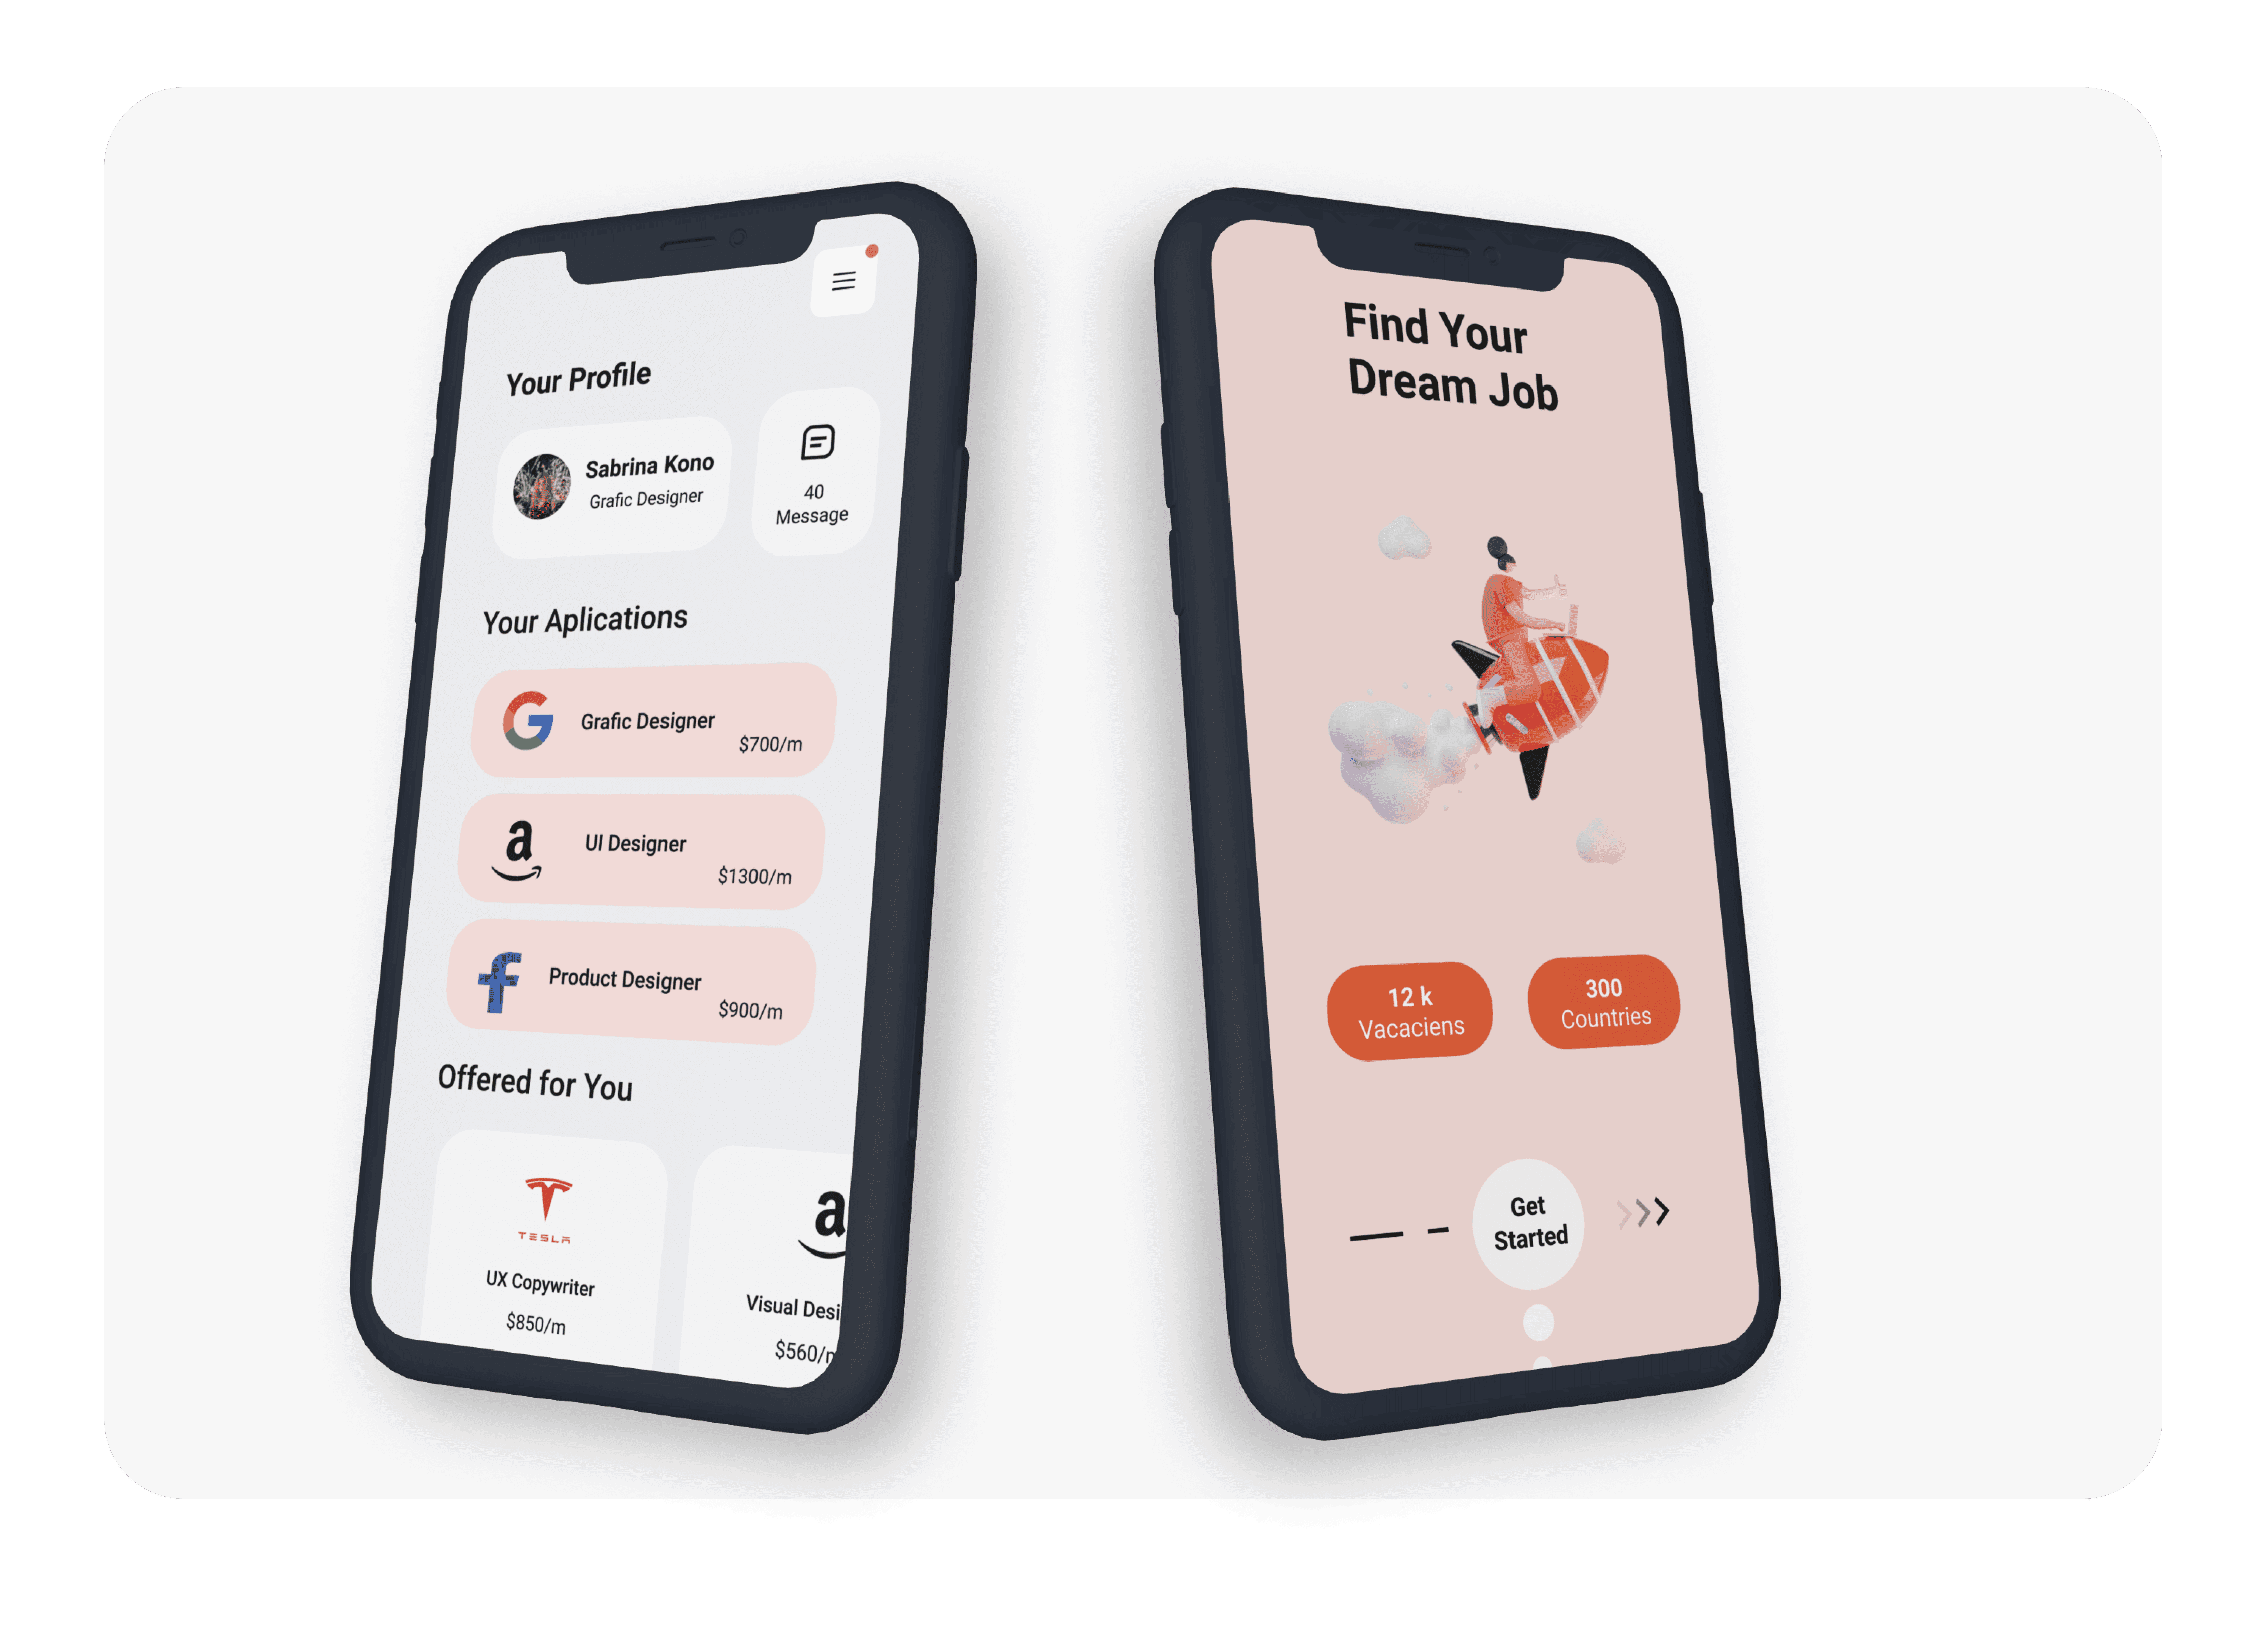 Your Profile
Sabrina Kono
Grafic Designer
40
Message
Your Aplications
Grafic Designer
$700/m
a
UI Designer
$1300/m
Product Designer
$900/m
Offered for You
TESLA
UX Copywriter
$850/m
a
Visual Desi
$560/m
Find Your
Dream Job
12 k
Vacaciens
300
Countries
Get
Started